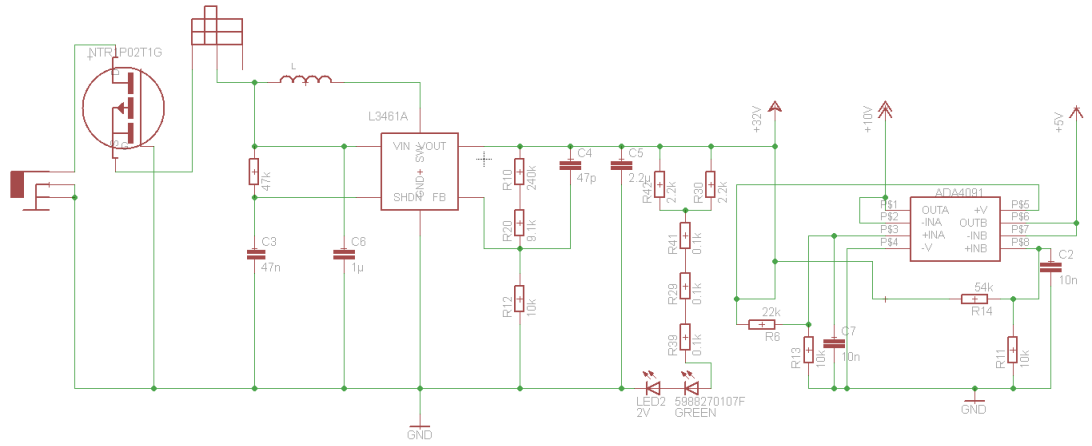 NTR1P02T1G
D
G
S
L
L3461A
VIN
SW
VOUT
GND
SHDN
FB
47k
C3
47n
C6
1µ
R10
240k
R20
9.1k
R12
10k
C4
47p
C5
2.2µ
R42
2.2k
R30
2.2k
R41
0.1k
R29
0.1k
R39
0.1k
LED2
2V
5988270107F
GREEN
GND
+32V
+10V
+5V
ADA4091
P$1
P$2
P$3
P$4
OUTA
-INA
+INA
-V
+V
OUTB
-INB
+INB
P$5
P$6
P$7
P$8
C2
10n
54k
R14
22k
R6
R13
10k
C7
10n
R11
10k
GND